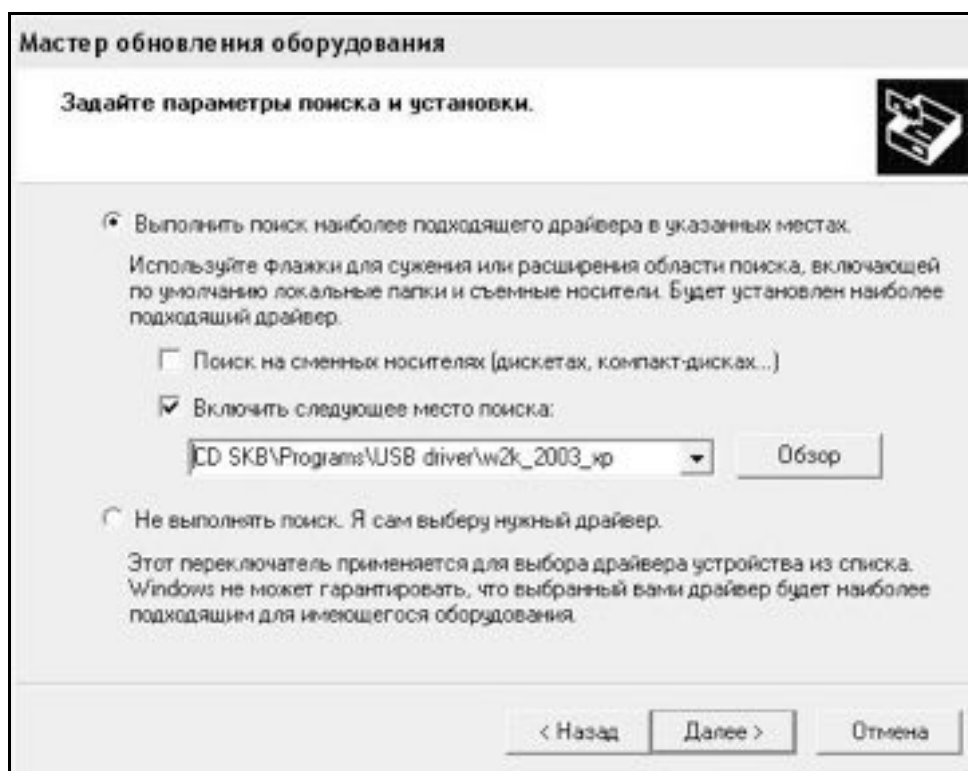 Мастер обновления оборудования
Задайте параметры поиска и установки.
Выполнить поиск наиболее подходящего драйвера в указанных местах.
Используйте флажки для сужения или расширения области поиска, включающей
по умолчанию локальные папки и съемные носители. Будет установлен наиболее
подходящий драйвер.
Поиск на сменных носителях (дискетах, компакт-дисках...)
Включить следующее место поиска:
CD SKB\Programs\USB driver\w2k_2003_xp
Обзор
Не выполнять поиск. Я сам выберу нужный драйвер.
Этот переключатель применяется для выбора драйвера устройства из списка.
Windows не может гарантировать, что выбранный вами драйвер будет наиболее
подходящим для имеющегося оборудования.
< Назад
Далее >
Отмена